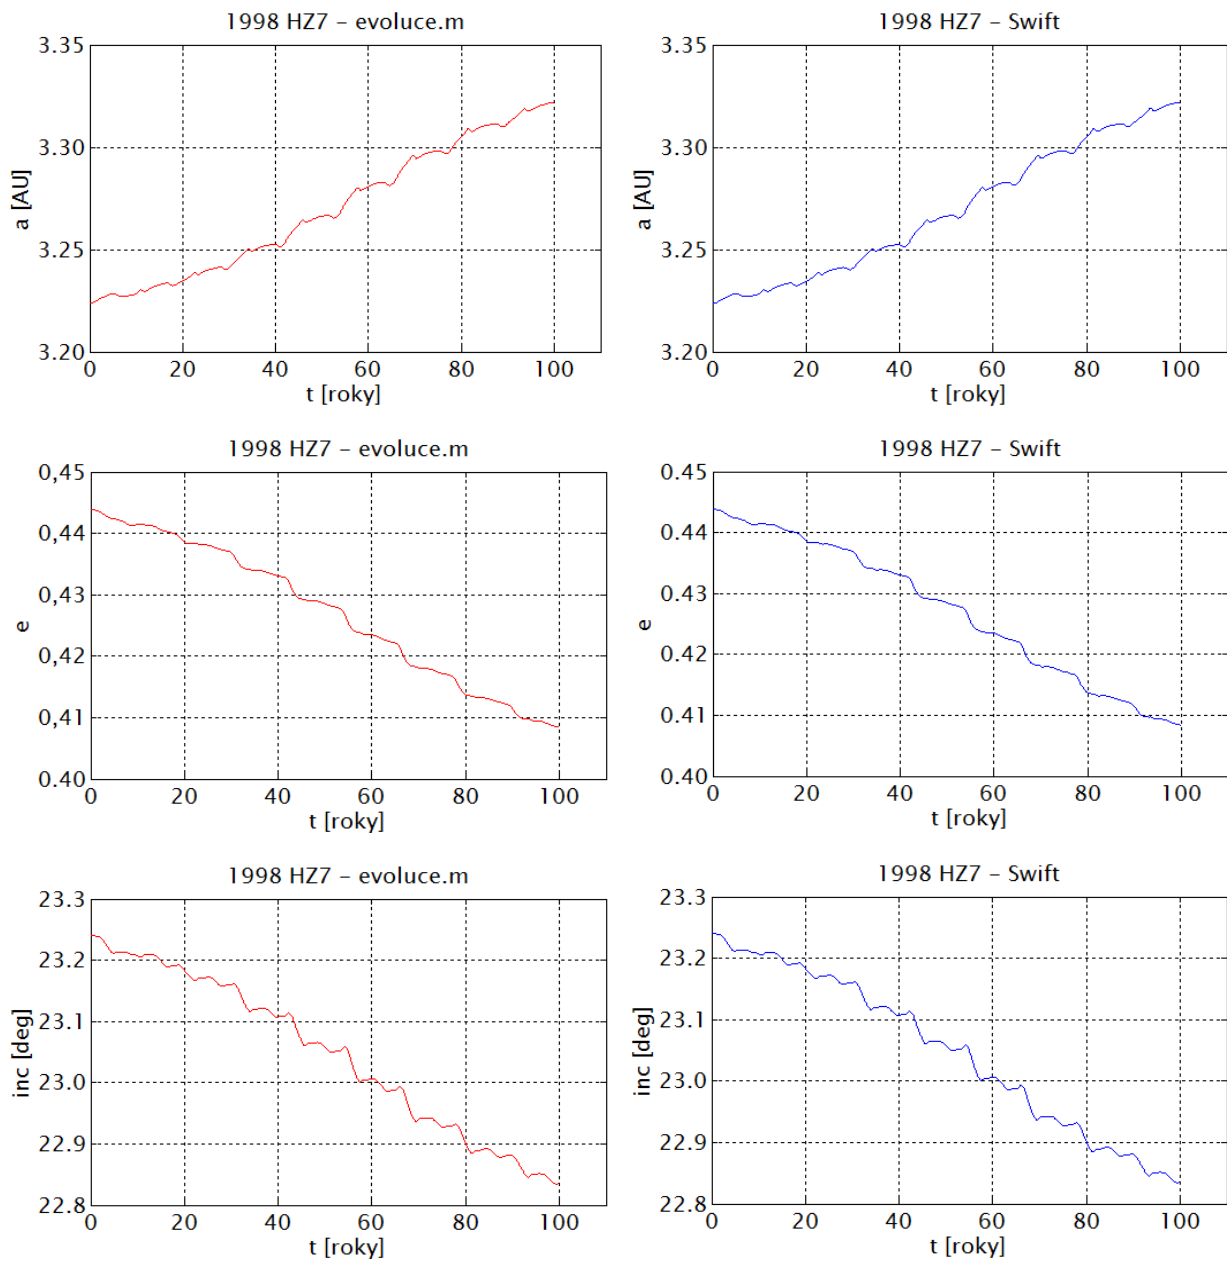 1998 HZ7 – evoluce.m
3.35
3.30
3.25
3.20
a [AU]
0 20 40 60 80 100
t [roky]
1998 HZ7 – Swift
3.35
3.30
3.25
3.20
a [AU]
0 20 40 60 80 100
t [roky]
1998 HZ7 – evoluce.m
0,45
0,44
0,43
0,42
0,41
0.40
e
0 20 40 60 80 100
t [roky]
1998 HZ7 – Swift
0.45
0.44
0.43
0.42
0.41
0.40
e
0 20 40 60 80 100
t [roky]
1998 HZ7 – evoluce.m
23.3
23.2
23.1
23.0
22.9
22.8
inc [deg]
0 20 40 60 80 100
t [roky]
1998 HZ7 – Swift
23.3
23.2
23.1
23.0
22.9
22.8
inc [deg]
0 20 40 60 80 100
t [roky]